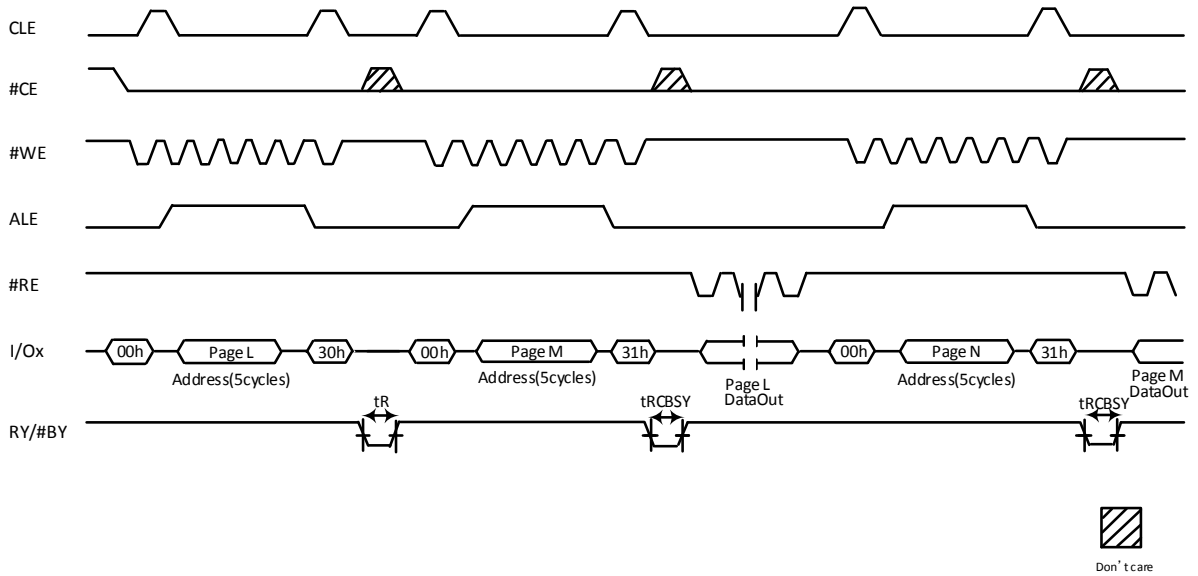 CLE
#CE
#WE
ALE
#RE
I/Ox 00h Page L 30h 00h Page M 31h 00h Page N 31h
Address(5cycles) Address(5cycles) Page L DataOut Address(5cycles) Page M DataOut
tR tRCBSY tRCBSY
RY/#BY
Don't care